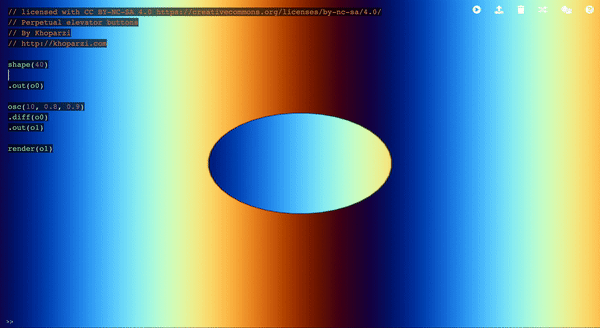 // licensed with CC BY-NC-SA 4.0 https://creativecommons.org/licenses/by-nc-sa/4.0/
// Perpetual elevator buttons
// By Khoparzi
// http://khoparzi.com
shape(40)
.out(o0)
osc(10, 0.8, 0.9)
.diff(o0)
.out(o1)
render(o1)
>>